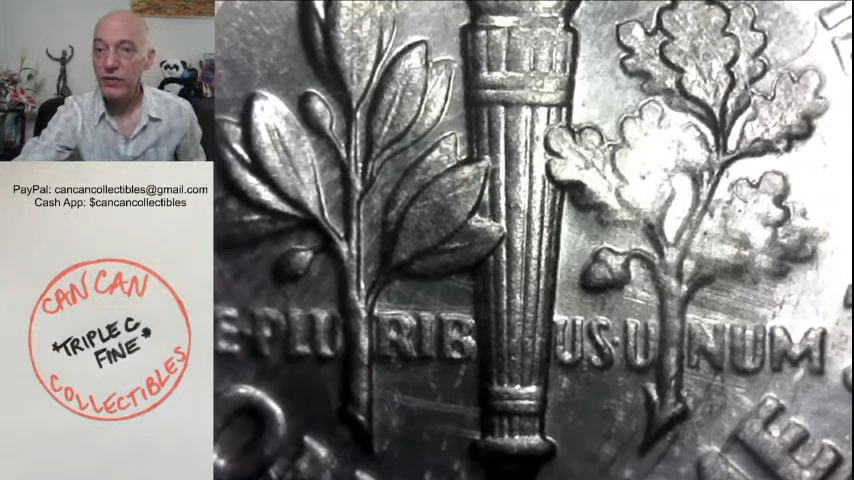 PayPal: cancancollectibles@gmail.com
Cash App: $cancancollectibles
CAN CAN
*TRIPLE C
FINE*
COLLECTIBLES
E·PLURIBUS·UNUM